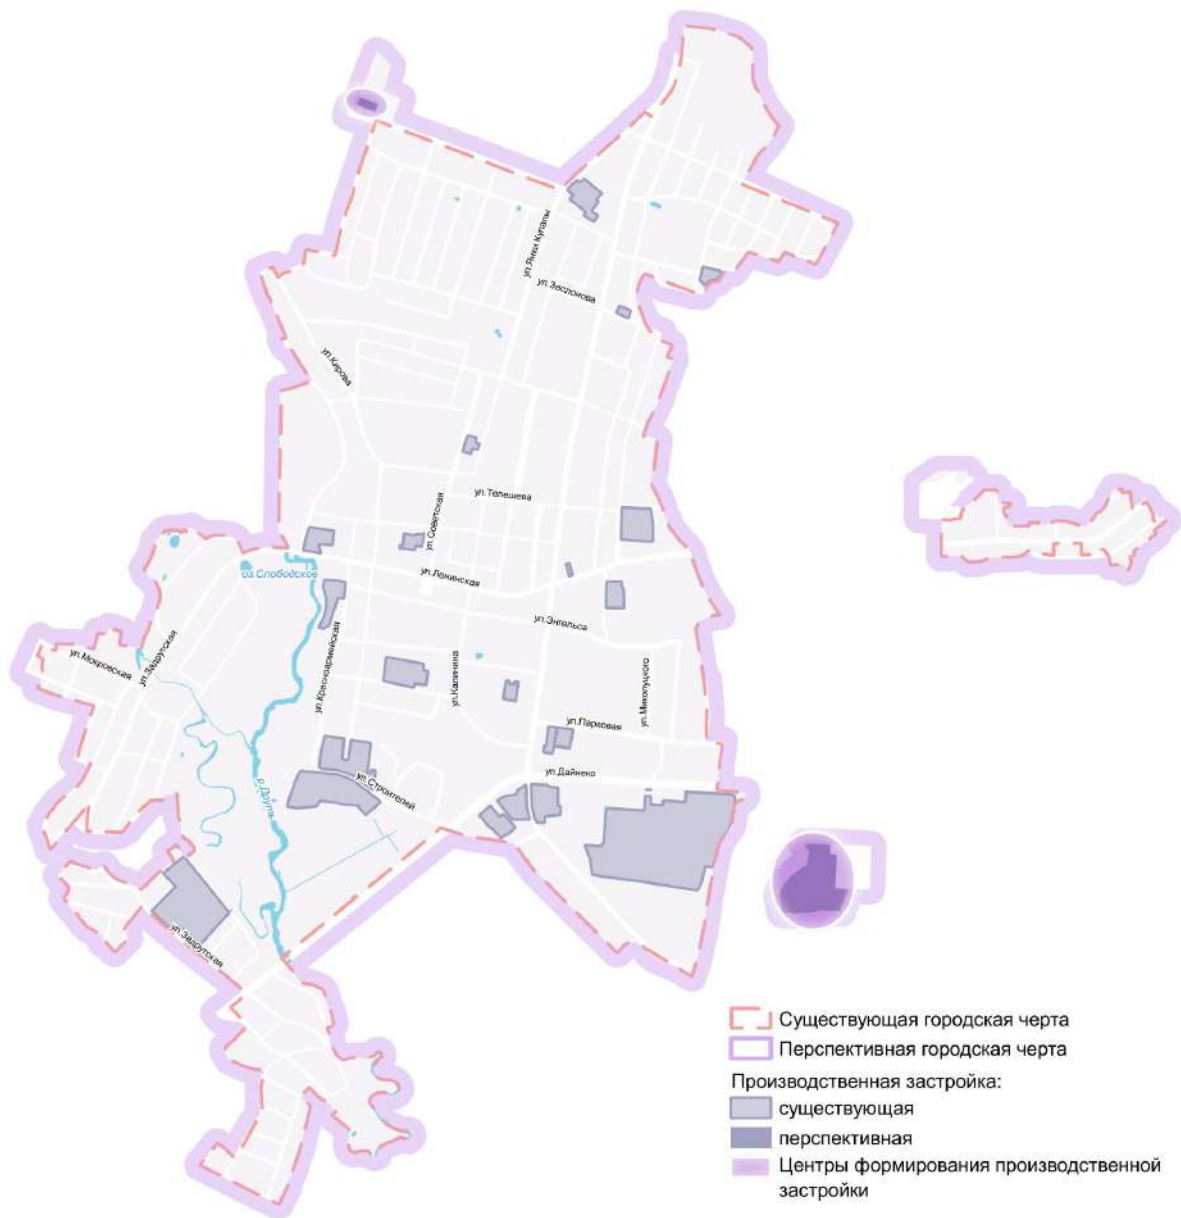 ул.Янки Купалы
ул.Заслонова
ул.Кирова
ул.Телешева
ул.Советская
оз.Слободское
ул.Ленинская
ул.Энгельса
ул.Задрутская
ул.Мокровская
ул.Красноармейская
ул.Калинина
ул.Миколуцкого
ул.Парковая
ул.Дайнеко
ул.Строителей
р.Друть
ул.Задрутская
Существующая городская черта
Перспективная городская черта
Производственная застройка:
существующая
перспективная
Центры формирования производственной
застройки